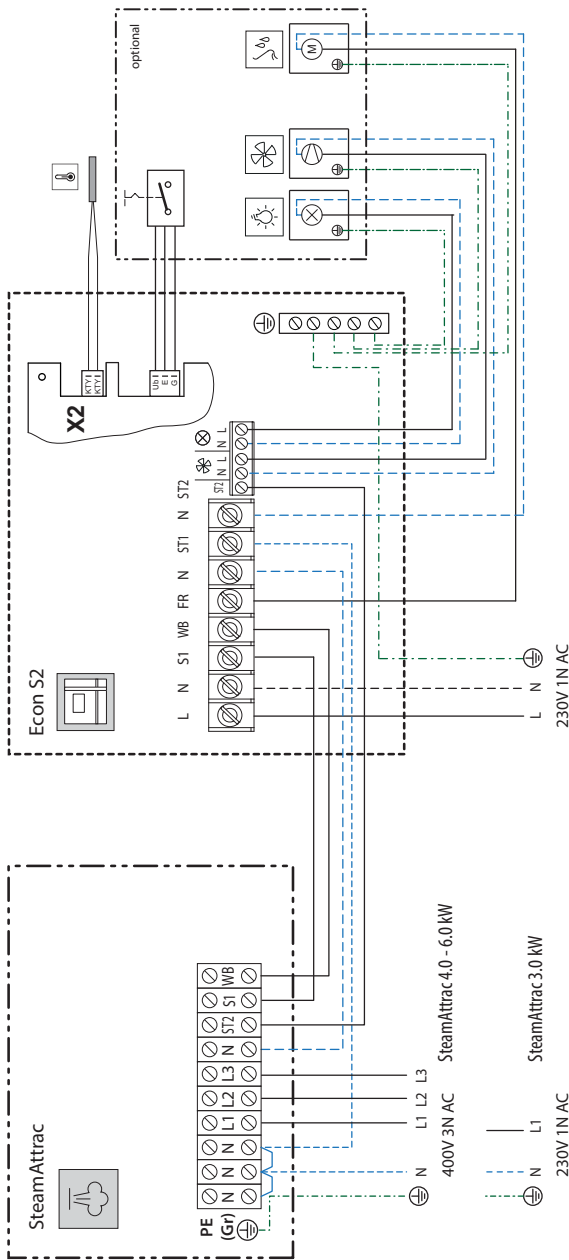 SteamAttrac
PE
(Gr)
N
N
N
L1
L2
L3
N
ST2
S1
WB
N
L1
L2
L3
400V 3N AC
SteamAttrac 4.0 - 6.0 kW
N
L1
230V 1N AC
SteamAttrac 3.0 kW
Econ S2
L
N
S1
WB
FR
N
ST1
N
ST2
ST2
N
L
N
L
X2
KTY
KTY
Ub
E
G
L
N
230V 1N AC
optional
M